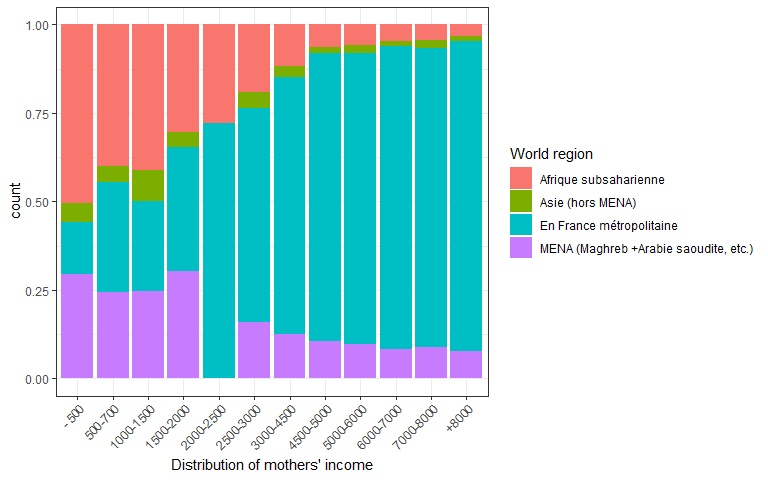 1.00
0.75
0.50
0.25
0.00
count
- 500
500-700
1000-1500
1500-2000
2000-2500
2500-3000
3000-4500
4500-5000
5000-6000
6000-7000
7000-8000
+8000
Distribution of mothers' income
World region
Afrique subsaharienne
Asie (hors MENA)
En France métropolitaine
MENA (Maghreb +Arabie saoudite, etc.)